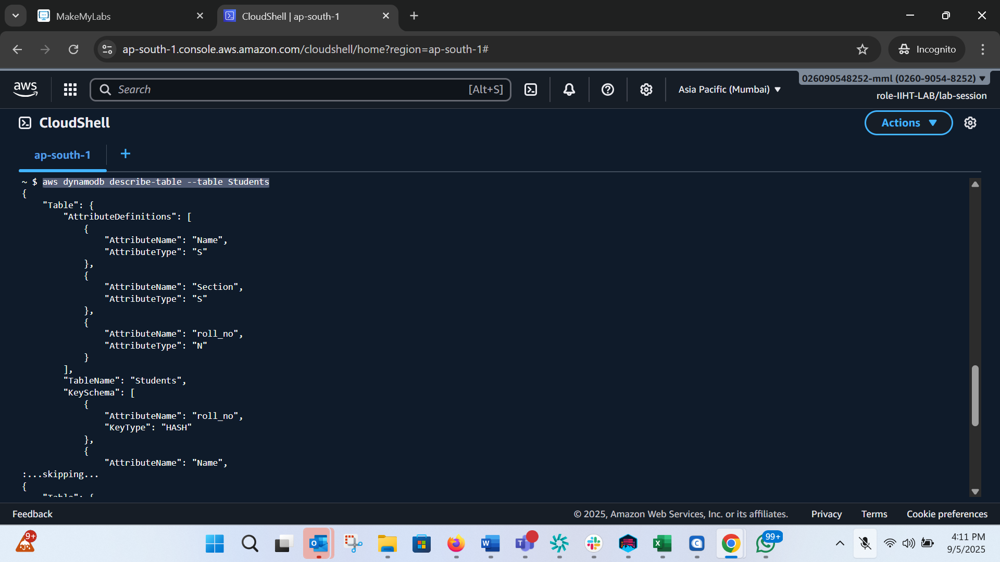 MakeMyLabs
CloudShell | ap-south-1
ap-south-1.console.aws.amazon.com/cloudshell/home?region=ap-south-1#
Incognito
aws
Search
[Alt+S]
Asia Pacific (Mumbai) ▼
026090548252-mml (0260-9054-8252) ▼
role-IIHT-LAB/lab-session
CloudShell
Actions ▼
ap-south-1
+
~ $ aws dynamodb describe-table --table Students
{
    "Table": {
        "AttributeDefinitions": [
            {
                "AttributeName": "Name",
                "AttributeType": "S"
            },
            {
                "AttributeName": "Section",
                "AttributeType": "S"
            },
            {
                "AttributeName": "roll_no",
                "AttributeType": "N"
            }
        ],
        "TableName": "Students",
        "KeySchema": [
            {
                "AttributeName": "roll_no",
                "KeyType": "HASH"
            },
            {
                "AttributeName": "Name",
:...skipping...
{
    "Table": {
Feedback
© 2025, Amazon Web Services, Inc. or its affiliates.
Privacy
Terms
Cookie preferences
9+
99+
4:11 PM
9/5/2025